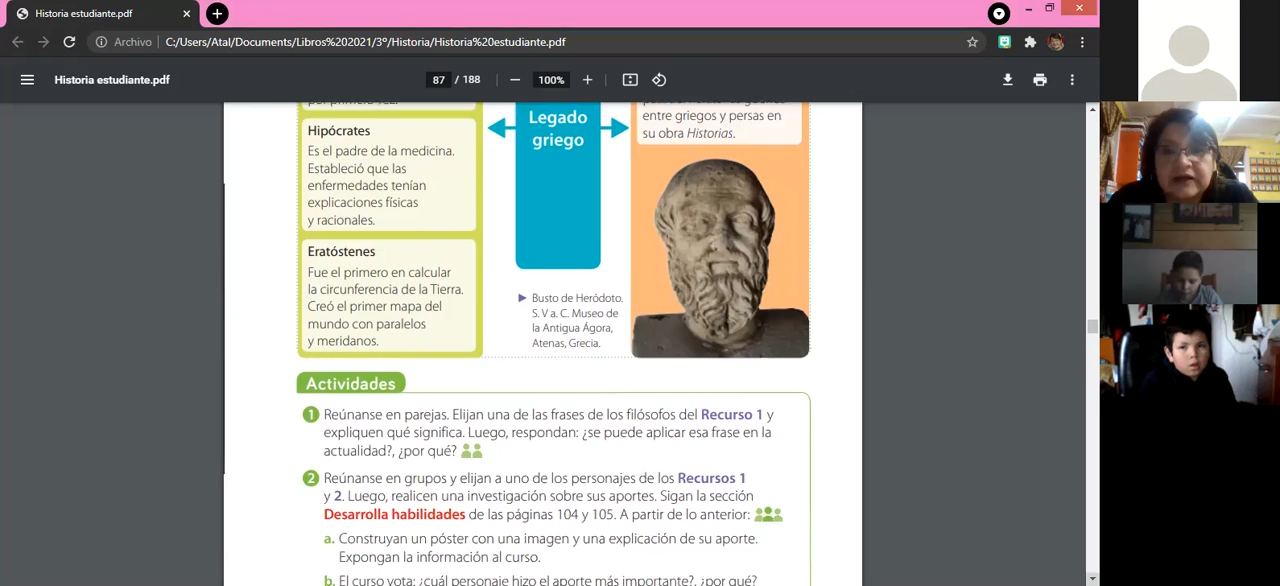 Historia estudiante.pdf
Archivo
C:/Users/Atal/Documents/Libros%202021/3º/Historia/Historia%20estudiante.pdf
Historia estudiante.pdf
87 / 188
100%
por primera vez.
Hipócrates
Es el padre de la medicina.
Estableció que las
enfermedades tenían
explicaciones físicas
y racionales.
Eratóstenes
Fue el primero en calcular
la circunferencia de la Tierra.
Creó el primer mapa del
mundo con paralelos
y meridanos.
Legado
griego
entre griegos y persas en
su obra Historias.
Busto de Heródoto.
S. V a. C. Museo de
la Antigua Ágora,
Atenas, Grecia.
Actividades
1 Reúnanse en parejas. Elijan una de las frases de los filósofos del Recurso 1 y
expliquen qué significa. Luego, respondan: ¿se puede aplicar esa frase en la
actualidad?, ¿por qué?
2 Reúnanse en grupos y elijan a uno de los personajes de los Recursos 1
y 2. Luego, realicen una investigación sobre sus aportes. Sigan la sección
Desarrolla habilidades de las páginas 104 y 105. A partir de lo anterior:
a. Construyan un póster con una imagen y una explicación de su aporte.
Expongan la información al curso.
b. El curso vota: ¿cuál personaje hizo el aporte más importante?, ¿por qué?